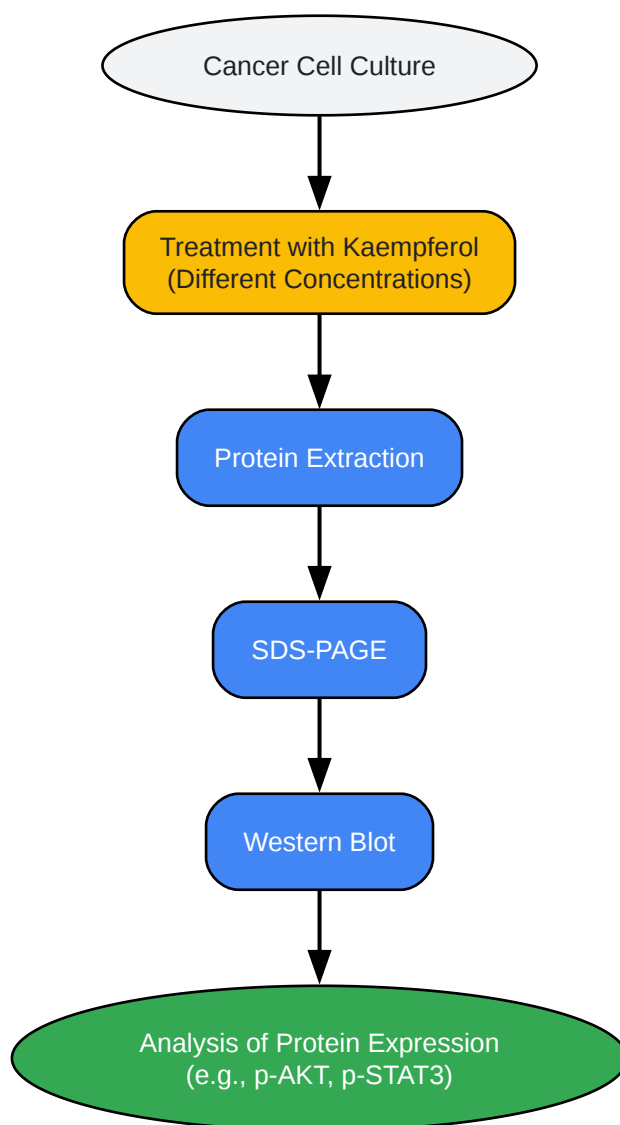 Cancer Cell Culture
Treatment with Kaempferol
(Different Concentrations)
Protein Extraction
SDS-PAGE
Western Blot
Analysis of Protein Expression
(e.g., p-AKT, p-STAT3)